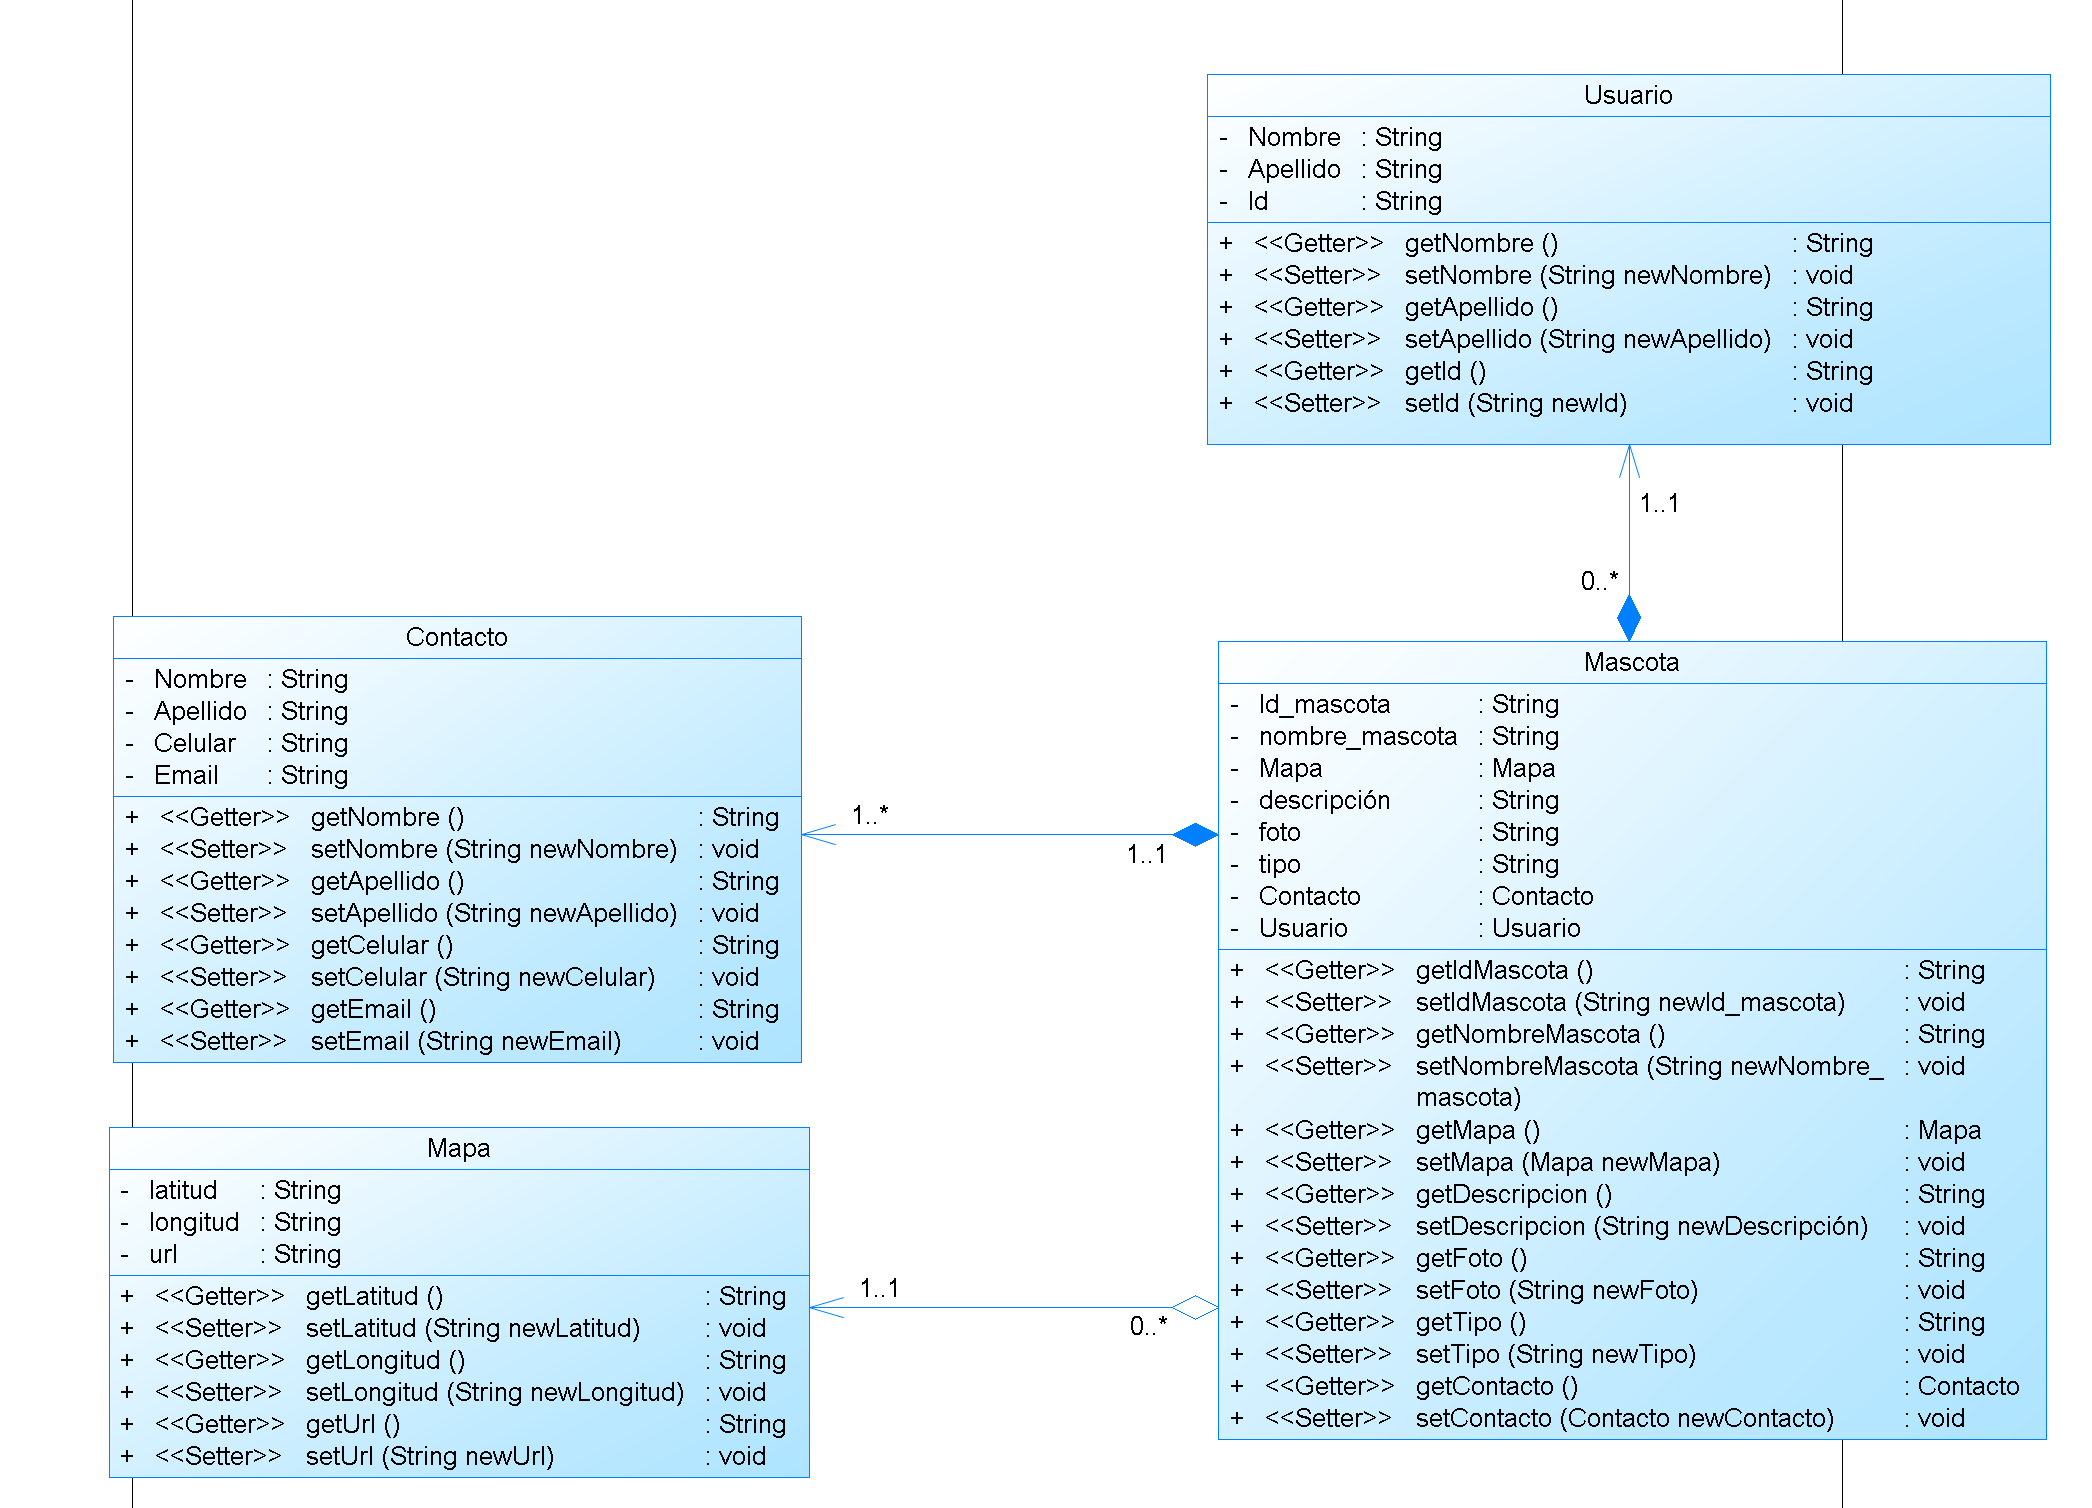 Usuario
- Nombre : String
- Apellido : String
- Id : String
+ <<Getter>> getNombre () : String
+ <<Setter>> setNombre (String newNombre) : void
+ <<Getter>> getApellido () : String
+ <<Setter>> setApellido (String newApellido) : void
+ <<Getter>> getId () : String
+ <<Setter>> setId (String newId) : void
1..1
0..*
Contacto
- Nombre : String
- Apellido : String
- Celular : String
- Email : String
+ <<Getter>> getNombre () : String
+ <<Setter>> setNombre (String newNombre) : void
+ <<Getter>> getApellido () : String
+ <<Setter>> setApellido (String newApellido) : void
+ <<Getter>> getCelular () : String
+ <<Setter>> setCelular (String newCelular) : void
+ <<Getter>> getEmail () : String
+ <<Setter>> setEmail (String newEmail) : void
1..*
1..1
Mascota
- Id_mascota : String
- nombre_mascota : String
- Mapa : Mapa
- descripción : String
- foto : String
- tipo : String
- Contacto : Contacto
- Usuario : Usuario
+ <<Getter>> getIdMascota () : String
+ <<Setter>> setIdMascota (String newId_mascota) : void
+ <<Getter>> getNombreMascota () : String
+ <<Setter>> setNombreMascota (String newNombre_ : void
mascota)
+ <<Getter>> getMapa () : Mapa
+ <<Setter>> setMapa (Mapa newMapa) : void
+ <<Getter>> getDescripcion () : String
+ <<Setter>> setDescripcion (String newDescripción) : void
+ <<Getter>> getFoto () : String
+ <<Setter>> setFoto (String newFoto) : void
+ <<Getter>> getTipo () : String
+ <<Setter>> setTipo (String newTipo) : void
+ <<Getter>> getContacto () : Contacto
+ <<Setter>> setContacto (Contacto newContacto) : void
Mapa
- latitud : String
- longitud : String
- url : String
+ <<Getter>> getLatitud () : String
+ <<Setter>> setLatitud (String newLatitud) : void
+ <<Getter>> getLongitud () : String
+ <<Setter>> setLongitud (String newLongitud) : void
+ <<Getter>> getUrl () : String
+ <<Setter>> setUrl (String newUrl) : void
1..1
0..*